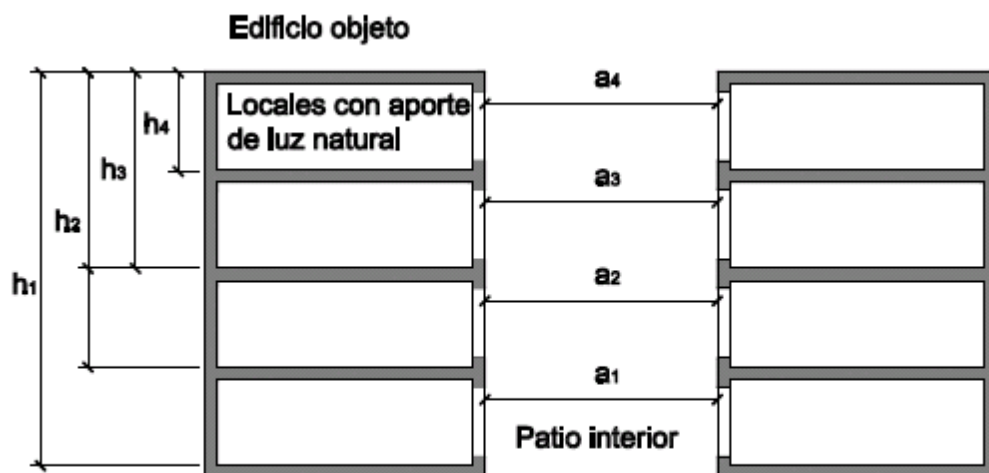 Edificio objeto
Locales con aporte
de luz natural
h4
h3
h2
h1
a4
a3
a2
a1
Patio interior